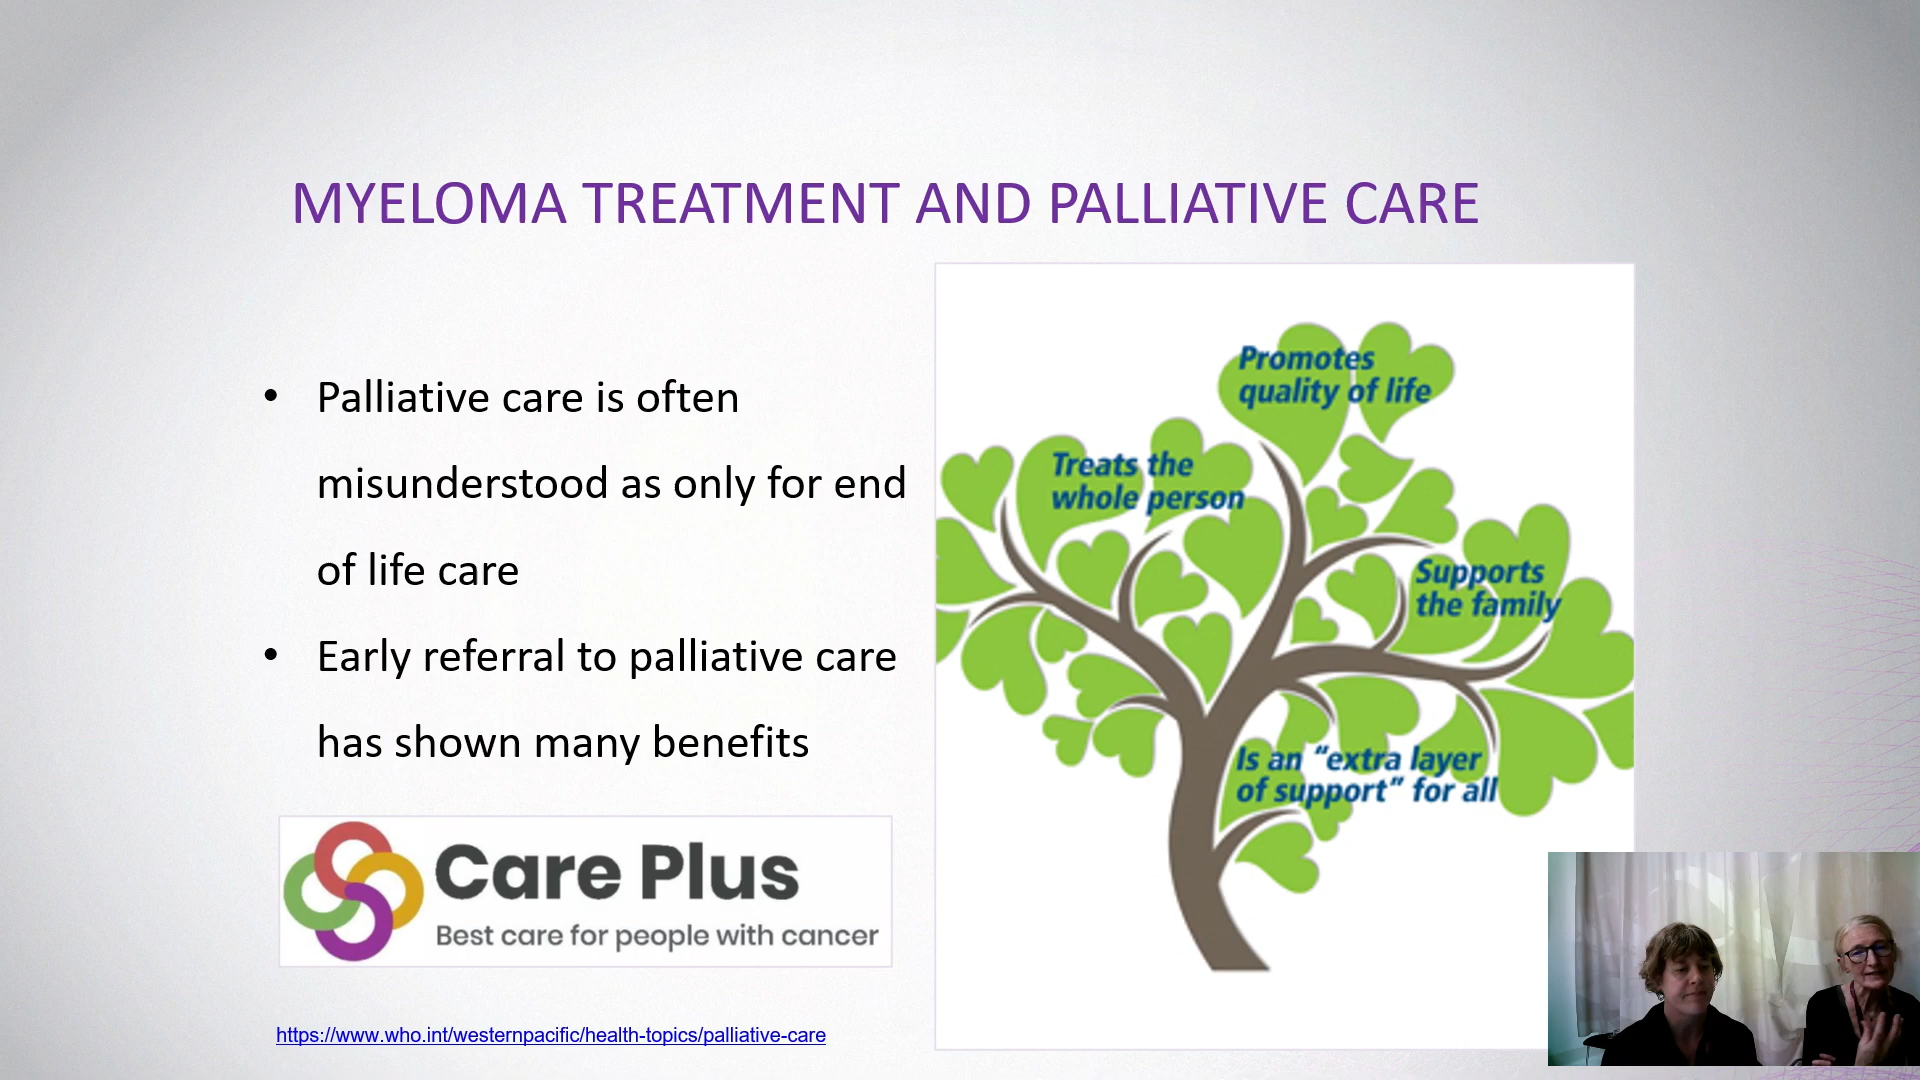 MYELOMA TREATMENT AND PALLIATIVE CARE
• Palliative care is often
misunderstood as only for end
of life care
• Early referral to palliative care
has shown many benefits
Care Plus
Best care for people with cancer
https://www.who.int/westernpacific/health-topics/palliative-care
Promotes
quality of life
Treats the
whole person
Supports
the family
Is an “extra layer
of support” for all